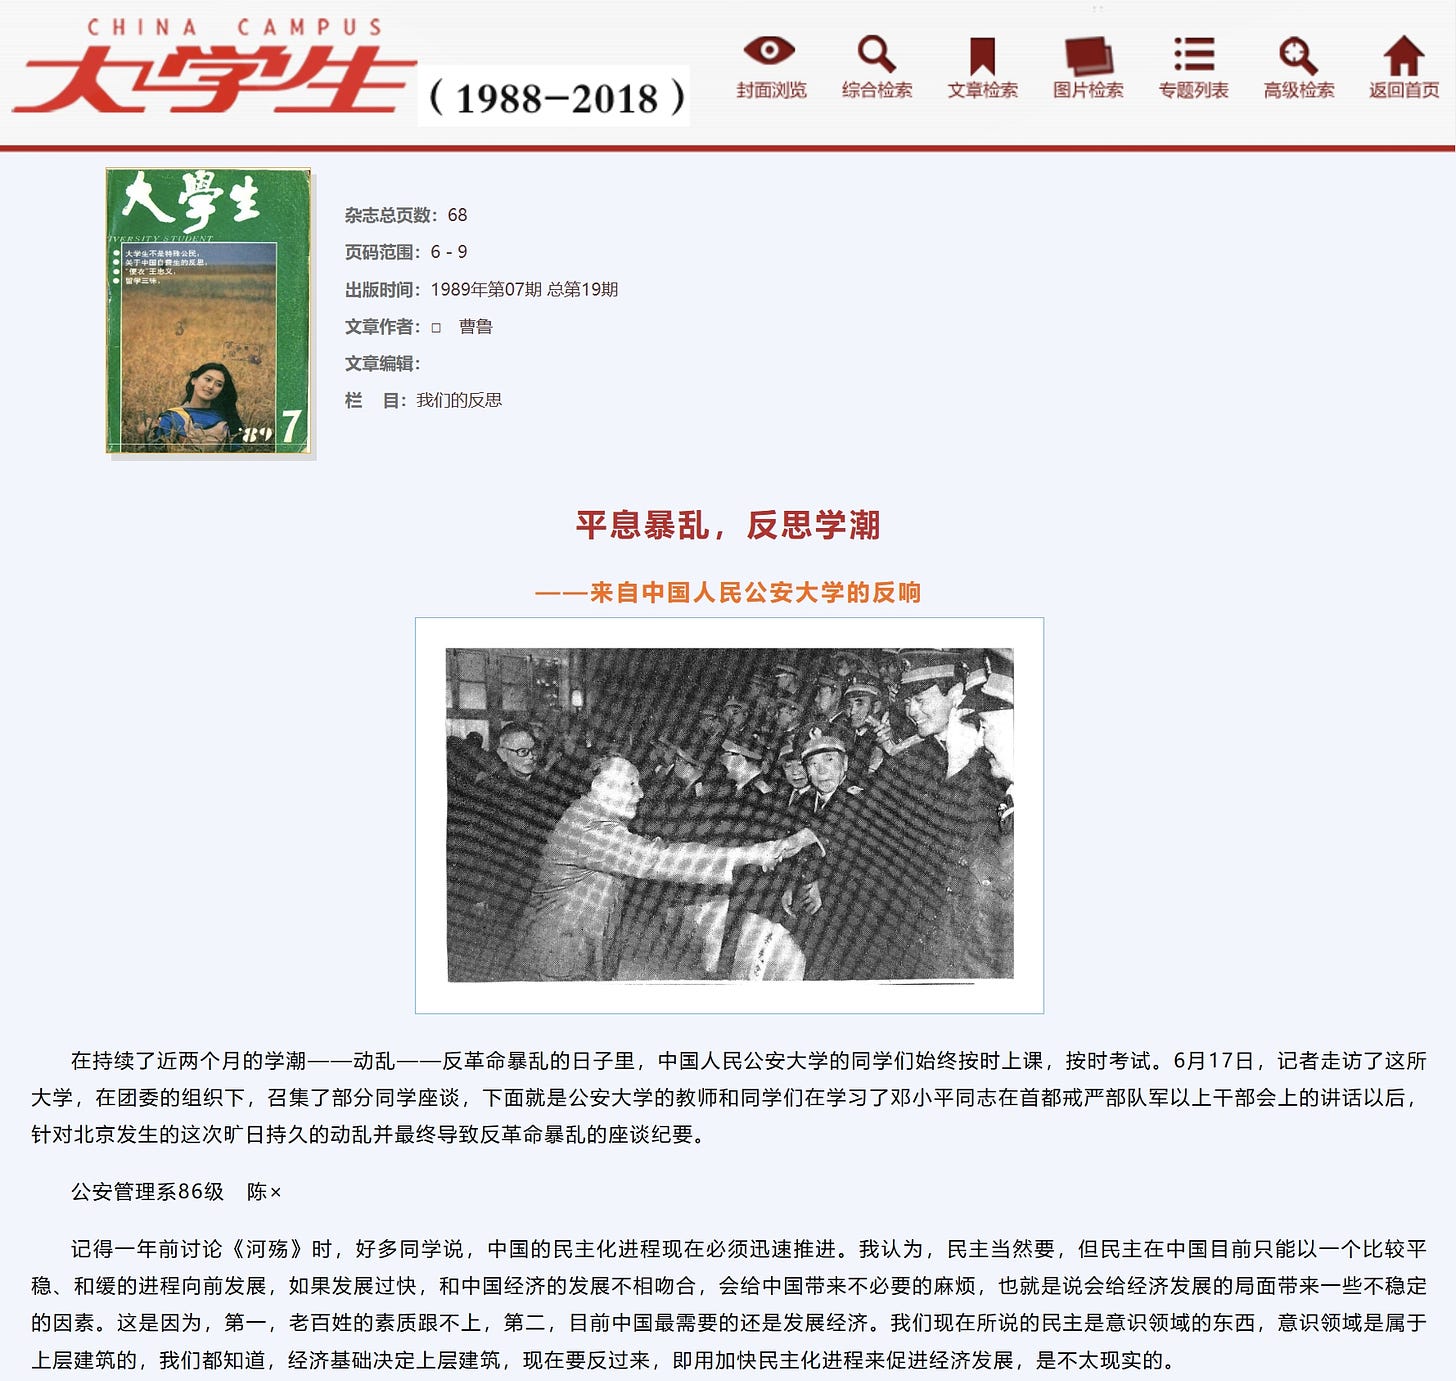 CHINA CAMPUS
大学生
（1988-2018）
封面浏览
综合检索
文章检索
图片检索
专题列表
高级检索
返回首页
大學生
IVERSITY STUDENT
大学生不是特殊公民。
关于中国自费生的反思。
"便衣"王忠义。
留学三味。
'89 7
杂志总页数：68
页码范围：6 - 9
出版时间：1989年第07期 总第19期
文章作者：□ 曹鲁
文章编辑：
栏 目：我们的反思
平息暴乱，反思学潮
——来自中国人民公安大学的反响
在持续了近两个月的学潮——动乱——反革命暴乱的日子里，中国人民公安大学的同学们始终按时上课，按时考试。6月17日，记者走访了这所
大学，在团委的组织下，召集了部分同学座谈，下面就是公安大学的教师和同学们在学习了邓小平同志在首都戒严部队军以上干部会上的讲话以后，
针对北京发生的这次旷日持久的动乱并最终导致反革命暴乱的座谈纪要。
公安管理系86级 陈×
记得一年前讨论《河殇》时，好多同学说，中国的民主化进程现在必须迅速推进。我认为，民主当然要，但民主在中国目前只能以一个比较平
稳、和缓的进程向前发展，如果发展过快，和中国经济的发展不相吻合，会给中国带来不必要的麻烦，也就是说会给经济发展的局面带来一些不稳定
的因素。这是因为，第一，老百姓的素质跟不上，第二，目前中国最需要的还是发展经济。我们现在所说的民主是意识领域的东西，意识领域是属于
上层建筑的，我们都知道，经济基础决定上层建筑，现在要反过来，即用加快民主化进程来促进经济发展，是不太现实的。